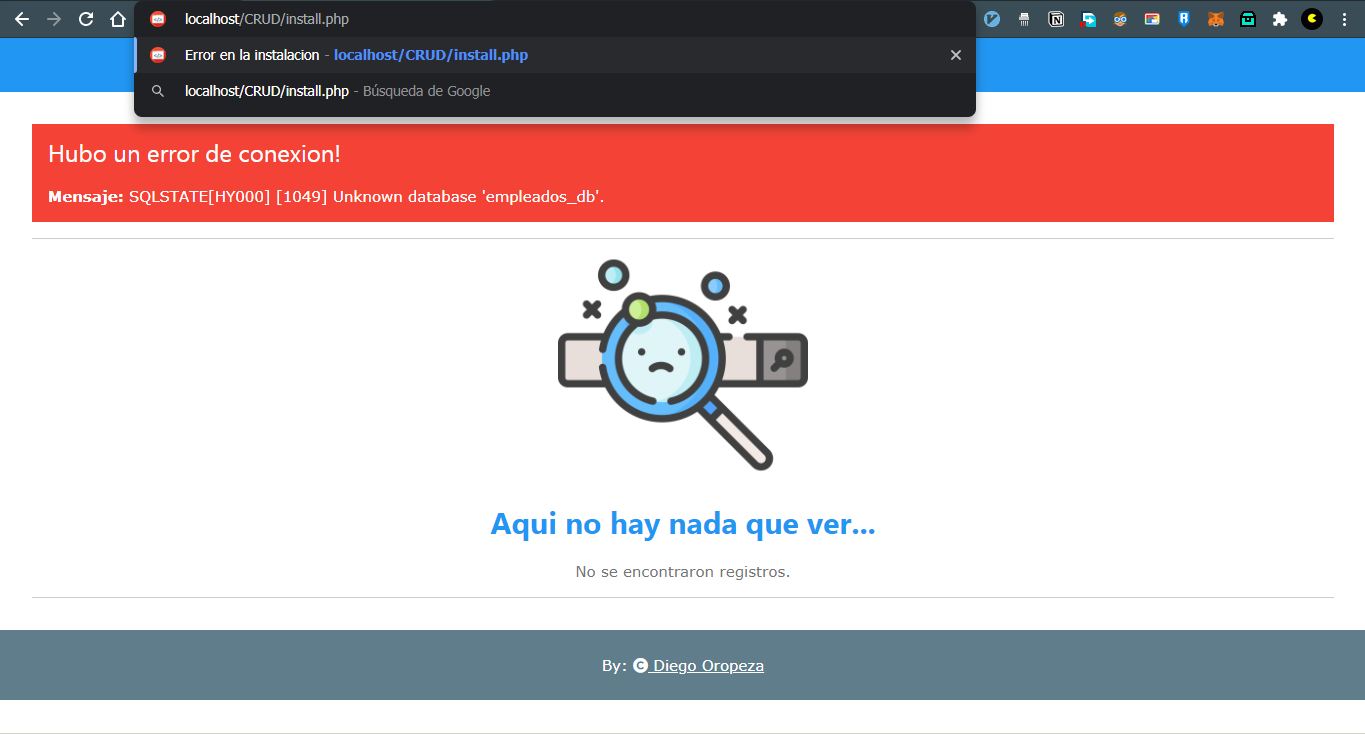 localhost/CRUD/install.php
Error en la instalacion - localhost/CRUD/install.php
localhost/CRUD/install.php - Búsqueda de Google
Hubo un error de conexion!
Mensaje: SQLSTATE[HY000] [1049] Unknown database 'empleados_db'.
Aqui no hay nada que ver...
No se encontraron registros.
By: © Diego Oropeza